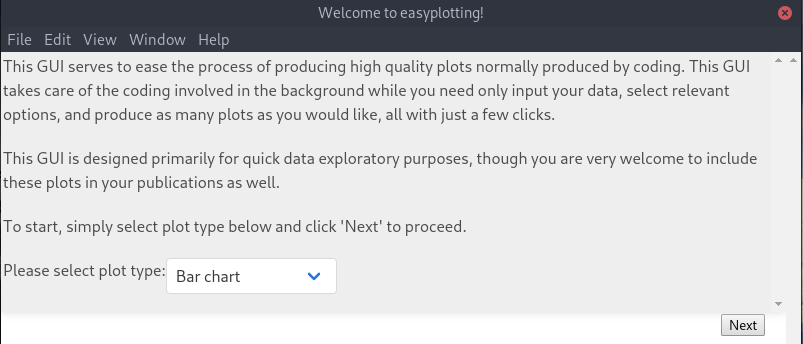 Welcome to easyplotting!
File Edit View Window Help
This GUI serves to ease the process of producing high quality plots normally produced by coding. This GUI
takes care of the coding involved in the background while you need only input your data, select relevant
options, and produce as many plots as you would like, all with just a few clicks.
This GUI is designed primarily for quick data exploratory purposes, though you are very welcome to include
these plots in your publications as well.
To start, simply select plot type below and click 'Next' to proceed.
Please select plot type: Bar chart
Next